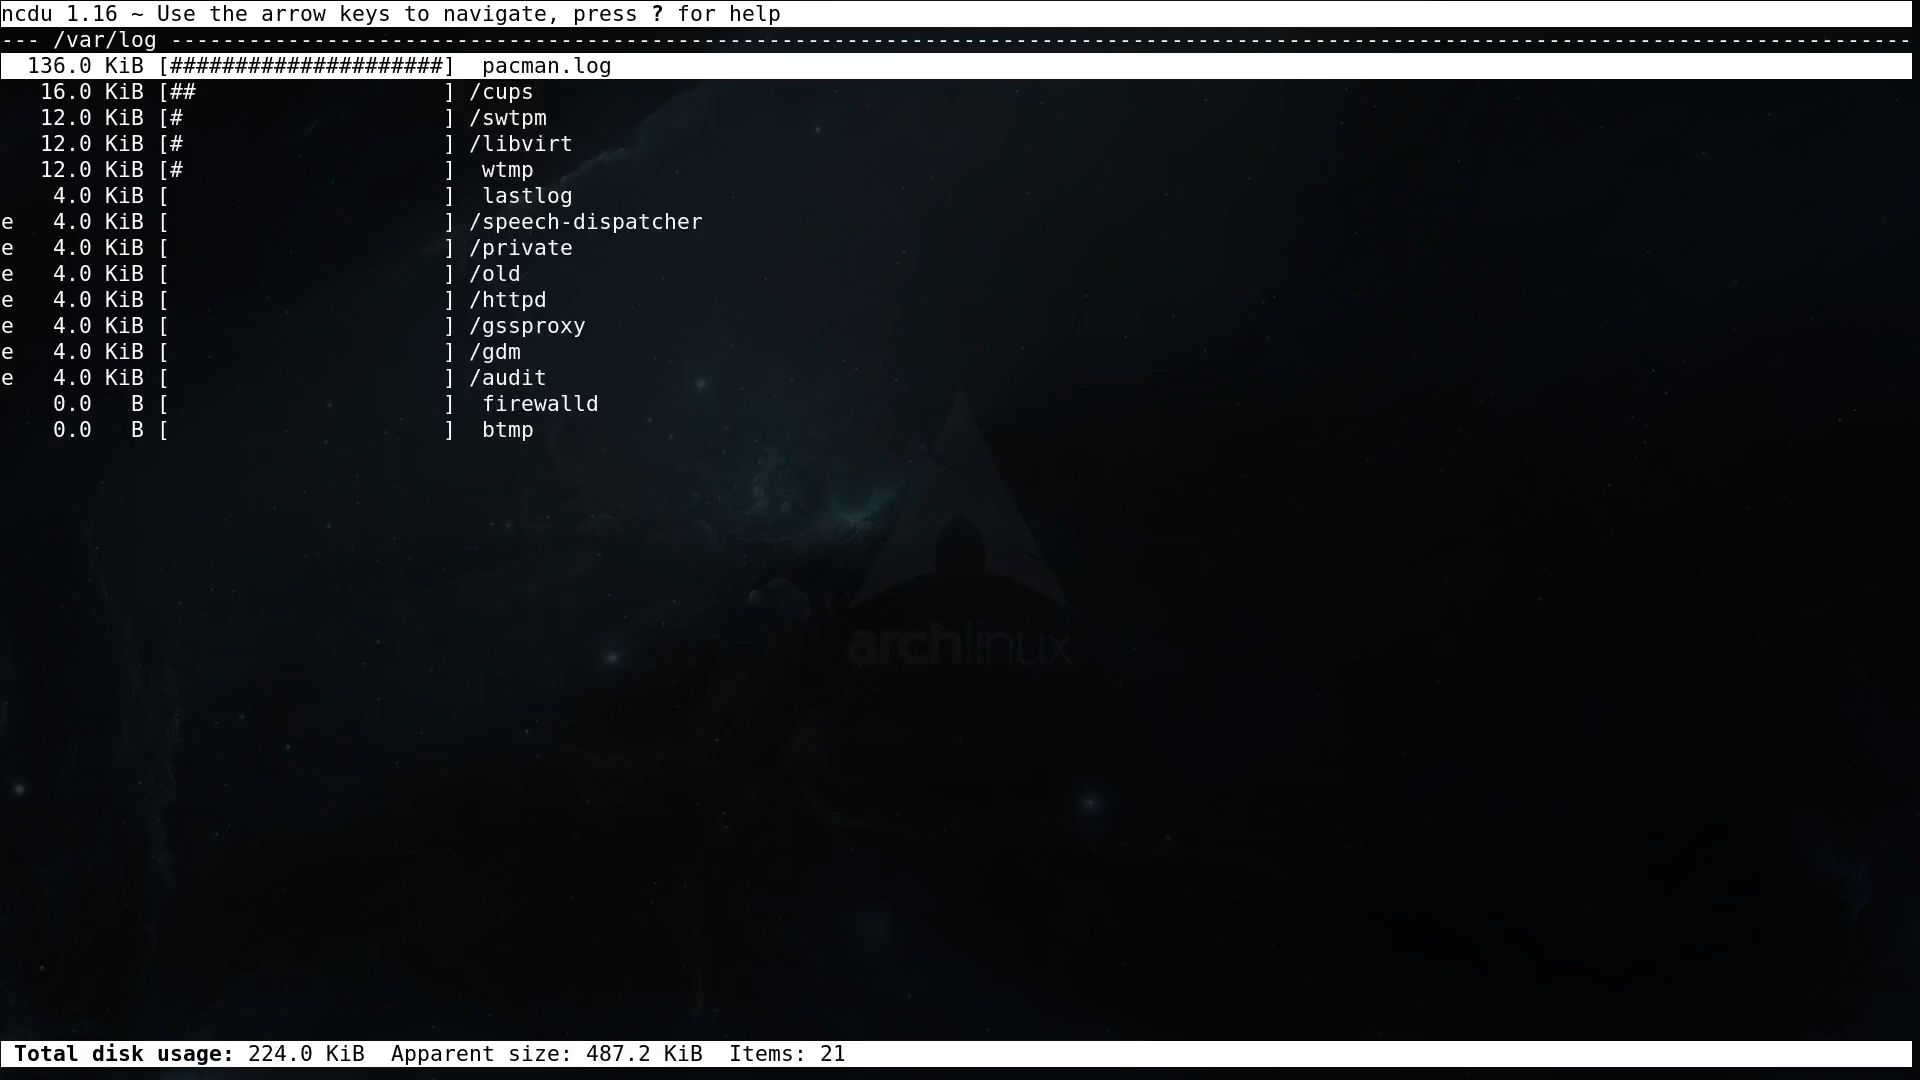 ncdu 1.16 ~ Use the arrow keys to navigate, press ? for help
--- /var/log --------------------------------------------------------------------------------------------------------------------------------------
  136.0 KiB [#####################]  pacman.log
   16.0 KiB [##                   ] /cups
   12.0 KiB [#                    ] /swtpm
   12.0 KiB [#                    ] /libvirt
   12.0 KiB [#                    ]  wtmp
    4.0 KiB [                     ]  lastlog
e   4.0 KiB [                     ] /speech-dispatcher
e   4.0 KiB [                     ] /private
e   4.0 KiB [                     ] /old
e   4.0 KiB [                     ] /httpd
e   4.0 KiB [                     ] /gssproxy
e   4.0 KiB [                     ] /gdm
e   4.0 KiB [                     ] /audit
    0.0   B [                     ]  firewalld
    0.0   B [                     ]  btmp
archlinux
 Total disk usage: 224.0 KiB  Apparent size: 487.2 KiB  Items: 21